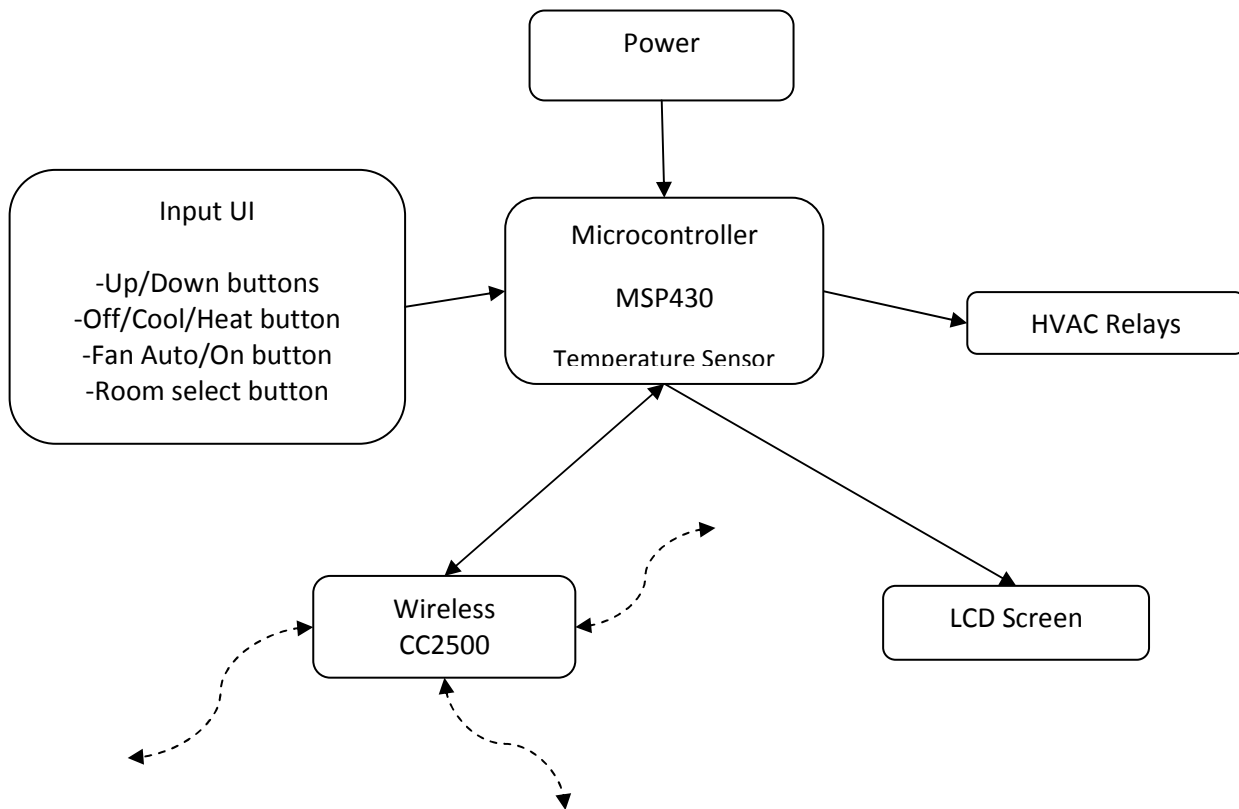 Power
Input UI
-Up/Down buttons
-Off/Cool/Heat button
-Fan Auto/On button
-Room select button
Microcontroller
MSP430
Temperature Sensor
HVAC Relays
Wireless
CC2500
LCD Screen